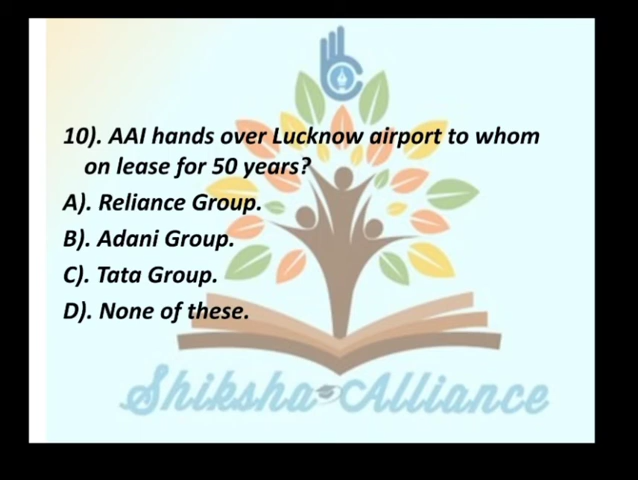 10). AAI hands over Lucknow airport to whom
on lease for 50 years?
A). Reliance Group.
B). Adani Group.
C). Tata Group.
D). None of these.
Shiksha Alliance